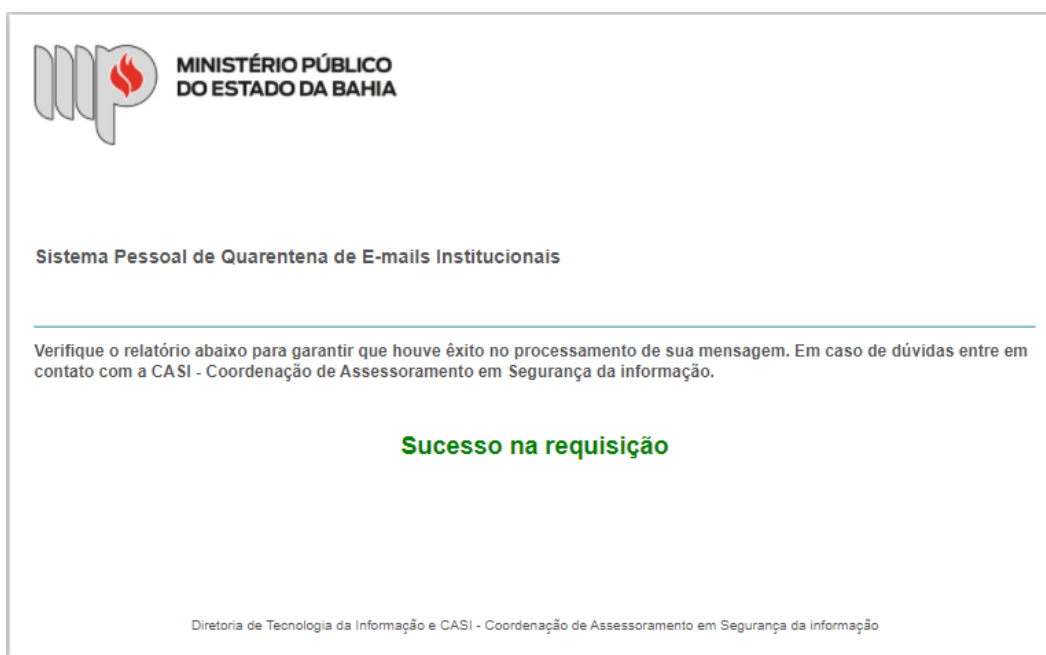 mp
MINISTÉRIO PÚBLICO
DO ESTADO DA BAHIA
Sistema Pessoal de Quarentena de E-mails Institucionais
Verifique o relatório abaixo para garantir que houve êxito no processamento de sua mensagem. Em caso de dúvidas entre em
contato com a CASI - Coordenação de Assessoramento em Segurança da informação.
Sucesso na requisição
Diretoria de Tecnologia da Informação e CASI - Coordenação de Assessoramento em Segurança da informação